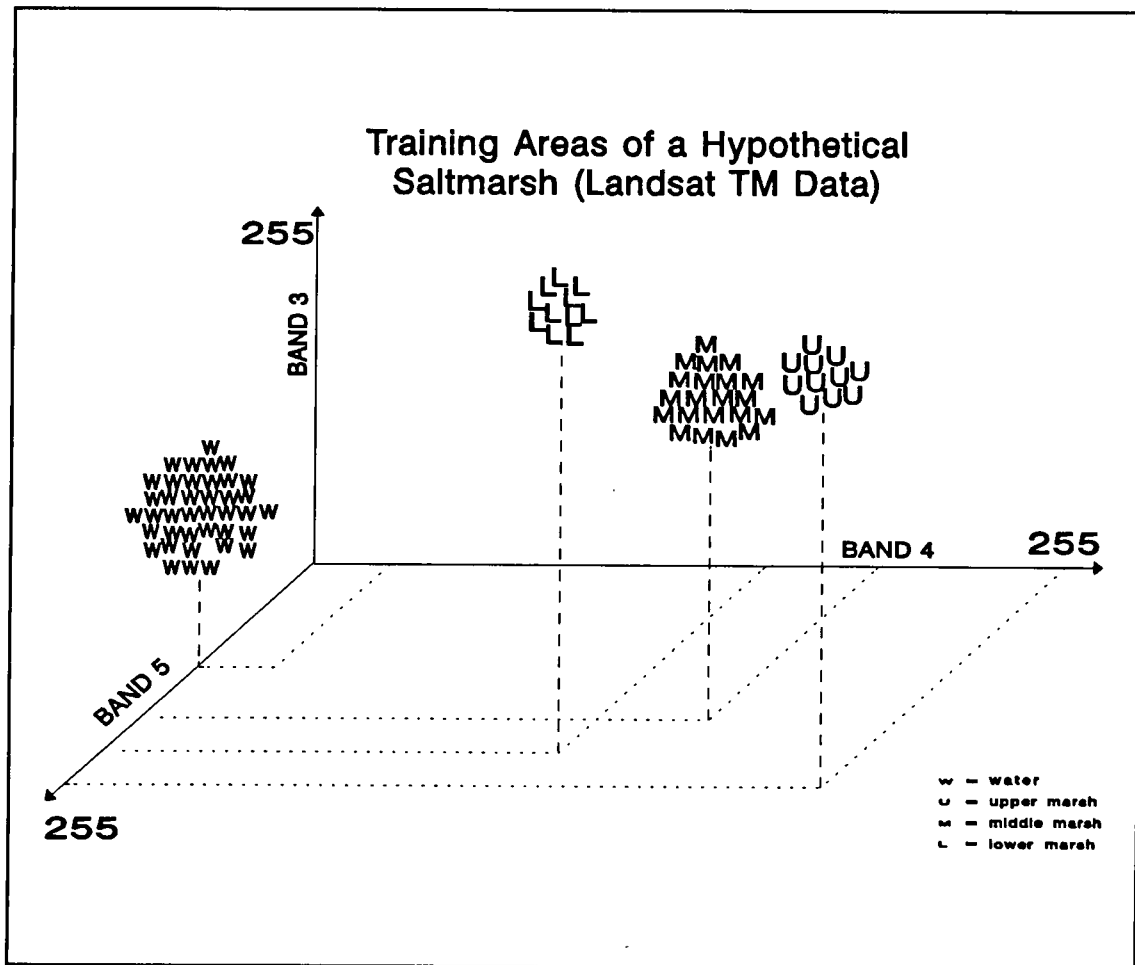 Training Areas of a Hypothetical
Saltmarsh (Landsat TM Data)
255
BAND 3
BAND 4
255
BAND 5
255
W – water
U – upper marsh
M – middle marsh
L – lower marsh